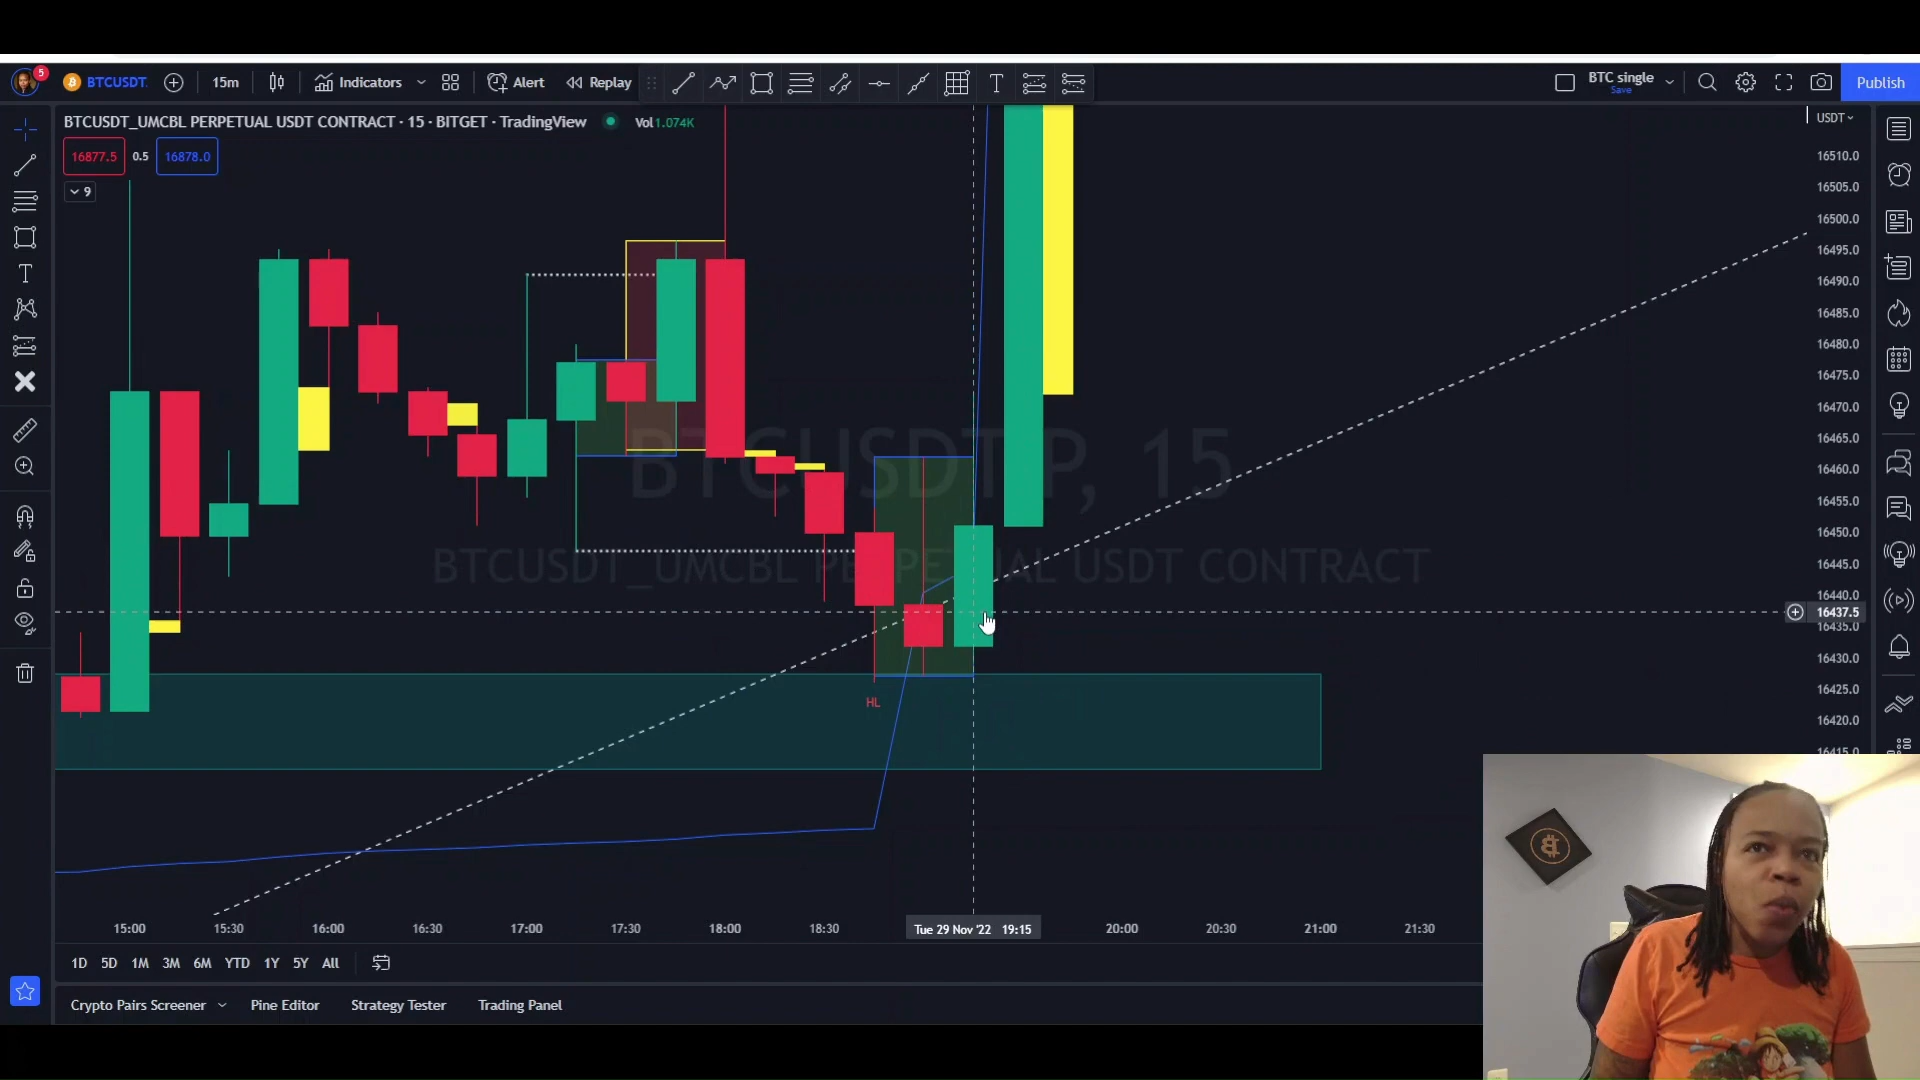 5
BTCUSDT
15m
Indicators
Alert
Replay
BTC single
Save
Publish
BTCUSDT_UMCBL PERPETUAL USDT CONTRACT · 15 · BITGET · TradingView
Vol 1.074K
USDT
16877.5
0.5
16878.0
9
16510.0
16505.0
16500.0
16495.0
16490.0
16485.0
16480.0
16475.0
16470.0
16465.0
16460.0
16455.0
16450.0
16445.0
16440.0
16437.5
16435.0
16430.0
16425.0
16420.0
16415.0
BTCUSDT.P, 15
BTCUSDT_UMCBL PERPETUAL USDT CONTRACT
HL
15:00
15:30
16:00
16:30
17:00
17:30
18:00
18:30
Tue 29 Nov '22 19:15
20:00
20:30
21:00
21:30
1D 5D 1M 3M 6M YTD 1Y 5Y All
Crypto Pairs Screener
Pine Editor
Strategy Tester
Trading Panel